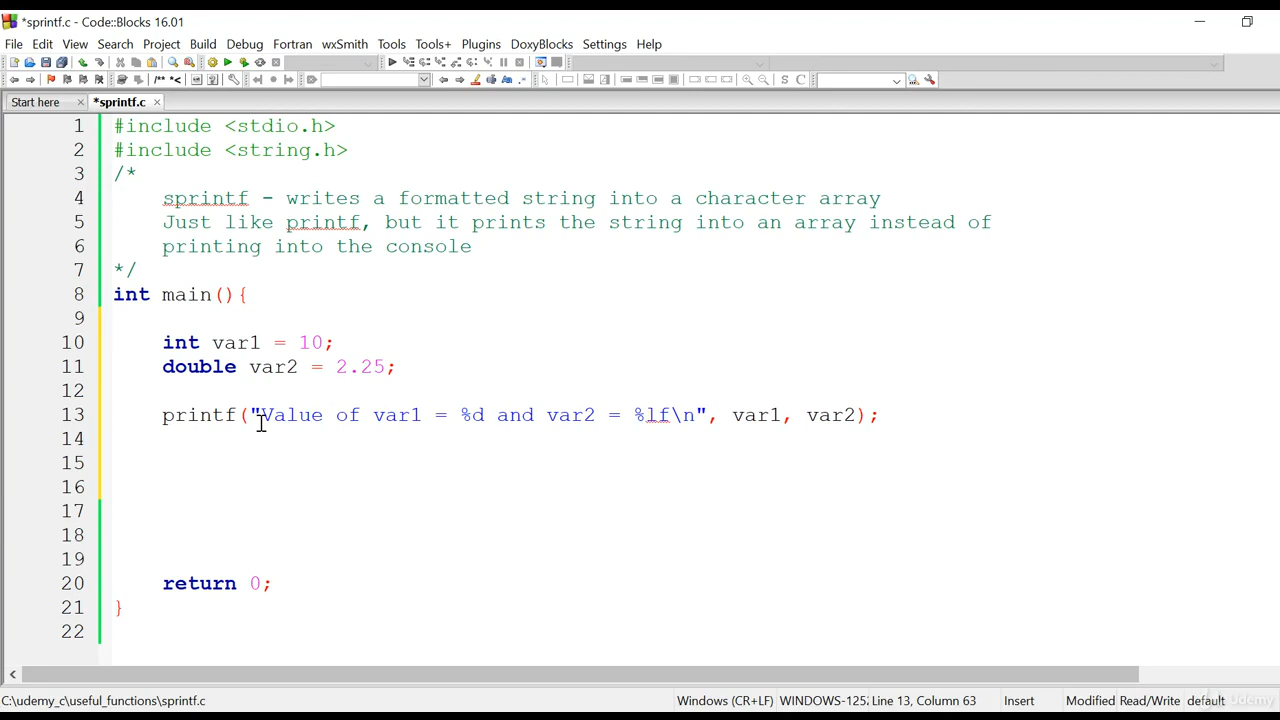 *sprintf.c - Code::Blocks 16.01
File Edit View Search Project Build Debug Fortran wxSmith Tools Tools+ Plugins DoxyBlocks Settings Help
/** *< S C
Start here *sprintf.c
1 #include <stdio.h>
2 #include <string.h>
3 /*
4 sprintf - writes a formatted string into a character array
5 Just like printf, but it prints the string into an array instead of
6 printing into the console
7 */
8 int main(){
9
10 int var1 = 10;
11 double var2 = 2.25;
12
13 printf("Value of var1 = %d and var2 = %lf\n", var1, var2);
14
15
16
17
18
19
20 return 0;
21 }
22
C:\udemy_c\useful_functions\sprintf.c Windows (CR+LF) WINDOWS-1252 Line 13, Column 63 Insert Modified Read/Write default
udemy